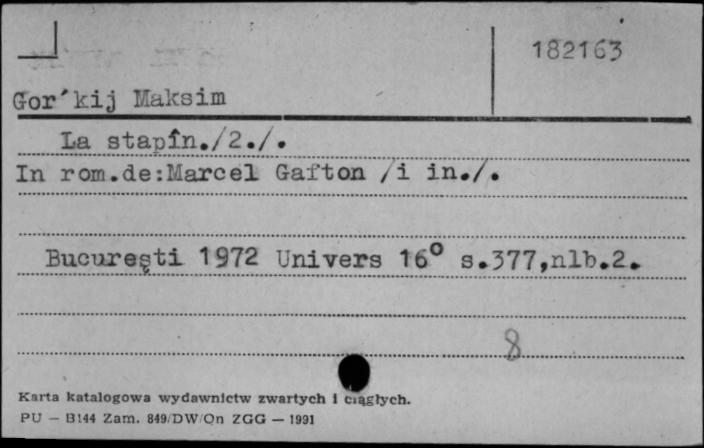 182163
Gor´kij Maksim
La stapîn./2./.
In rom.de:Marcel Gafton /i in./.
Bucureşti 1972 Univers 16° s.377,nlb.2.
8
Karta katalogowa wydawnictw zwartych i ciągłych.
PU — B144 Zam. 849/DW/Qn ZGG — 1991